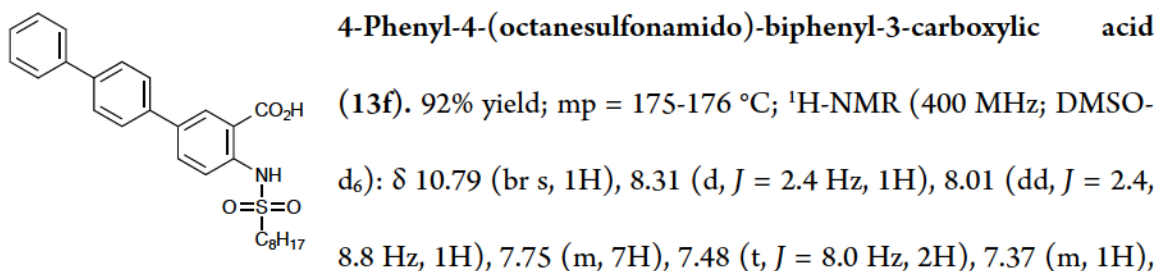 4-Phenyl-4-(octanesulfonamido)-biphenyl-3-carboxylic acid
(13f). 92% yield; mp = 175-176 °C; ¹H-NMR (400 MHz; DMSO-
d₆): δ 10.79 (br s, 1H), 8.31 (d, J = 2.4 Hz, 1H), 8.01 (dd, J = 2.4,
8.8 Hz, 1H), 7.75 (m, 7H), 7.48 (t, J = 8.0 Hz, 2H), 7.37 (m, 1H),
CO₂H
NH
O=S=O
C₈H₁₇